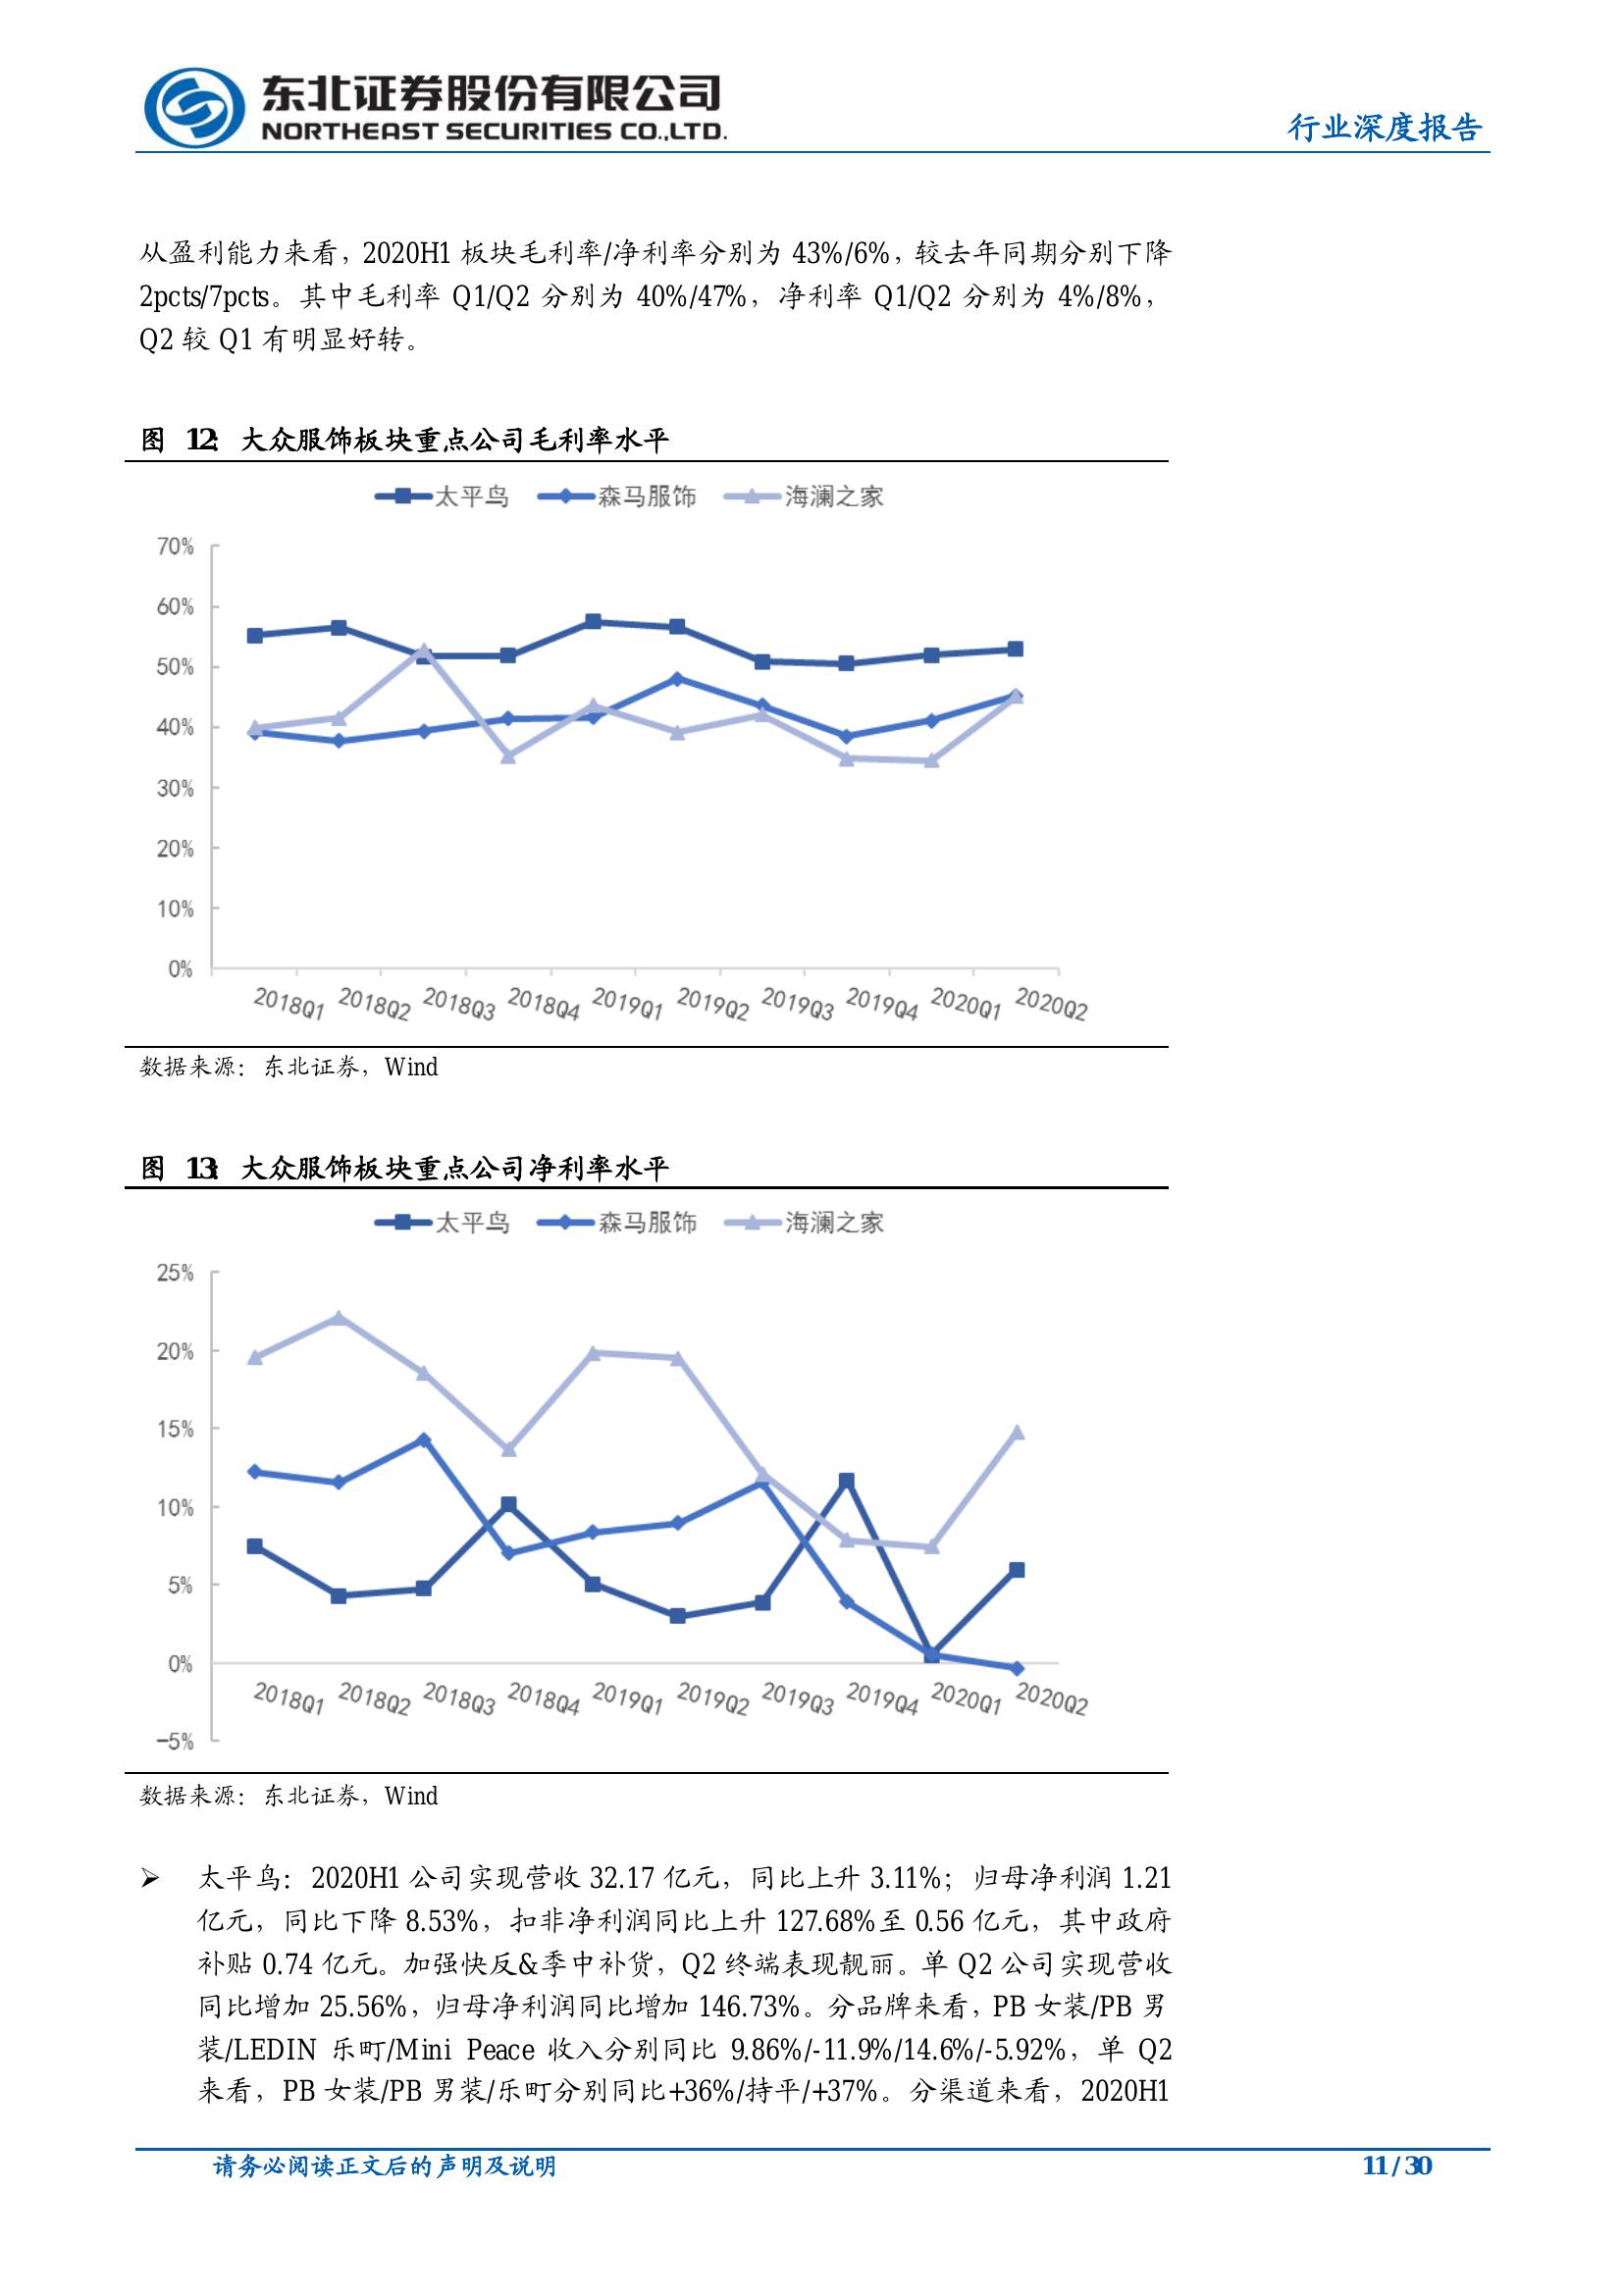 东北证券股份有限公司
NORTHEAST SECURITIES CO.,LTD.
行业深度报告
从盈利能力来看，2020H1 板块毛利率/净利率分别为 43%/6%，较去年同期分别下降
2pcts/7pcts。其中毛利率 Q1/Q2 分别为 40%/47%，净利率 Q1/Q2 分别为 4%/8%，
Q2 较 Q1 有明显好转。
图 12：大众服饰板块重点公司毛利率水平
太平鸟 森马服饰 海澜之家
70%
60%
50%
40%
30%
20%
10%
0%
2018Q1 2018Q2 2018Q3 2018Q4 2019Q1 2019Q2 2019Q3 2019Q4 2020Q1 2020Q2
数据来源：东北证券，Wind
图 13：大众服饰板块重点公司净利率水平
太平鸟 森马服饰 海澜之家
25%
20%
15%
10%
5%
0%
2018Q1 2018Q2 2018Q3 2018Q4 2019Q1 2019Q2 2019Q3 2019Q4 2020Q1 2020Q2
-5%
数据来源：东北证券，Wind
➢ 太平鸟：2020H1 公司实现营收 32.17 亿元，同比上升 3.11%；归母净利润 1.21
亿元，同比下降 8.53%，扣非净利润同比上升 127.68%至 0.56 亿元，其中政府
补贴 0.74 亿元。加强快反&季中补货，Q2 终端表现靓丽。单 Q2 公司实现营收
同比增加 25.56%，归母净利润同比增加 146.73%。分品牌来看，PB 女装/PB 男
装/LEDIN 乐町/Mini Peace 收入分别同比 9.86%/-11.9%/14.6%/-5.92%，单 Q2
来看，PB 女装/PB 男装/乐町分别同比+36%/持平/+37%。分渠道来看，2020H1
请务必阅读正文后的声明及说明
11 / 30